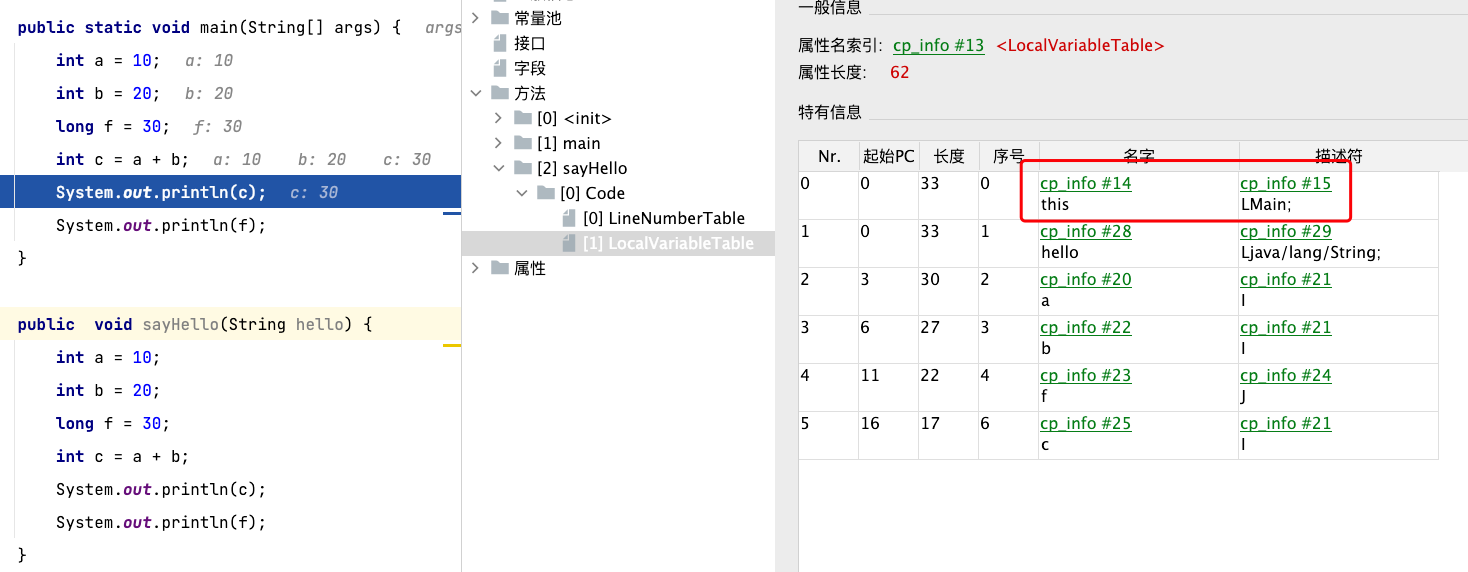 public static void main(String[] args) { args
int a = 10; a: 10
int b = 20; b: 20
long f = 30; f: 30
int c = a + b; a: 10 b: 20 c: 30
System.out.println(c); c: 30
System.out.println(f);
}
public void sayHello(String hello) {
int a = 10;
int b = 20;
long f = 30;
int c = a + b;
System.out.println(c);
System.out.println(f);
}
常量池
接口
字段
方法
[0] <init>
[1] main
[2] sayHello
[0] Code
[0] LineNumberTable
[1] LocalVariableTable
属性
一般信息
属性名索引: cp_info #13 <LocalVariableTable>
属性长度: 62
特有信息
Nr. 起始PC 长度 序号 名字 描述符
0 0 33 0 cp_info #14 cp_info #15
this LMain;
1 0 33 1 cp_info #28 cp_info #29
hello Ljava/lang/String;
2 3 30 2 cp_info #20 cp_info #21
a I
3 6 27 3 cp_info #22 cp_info #21
b I
4 11 22 4 cp_info #23 cp_info #24
f J
5 16 17 6 cp_info #25 cp_info #21
c I